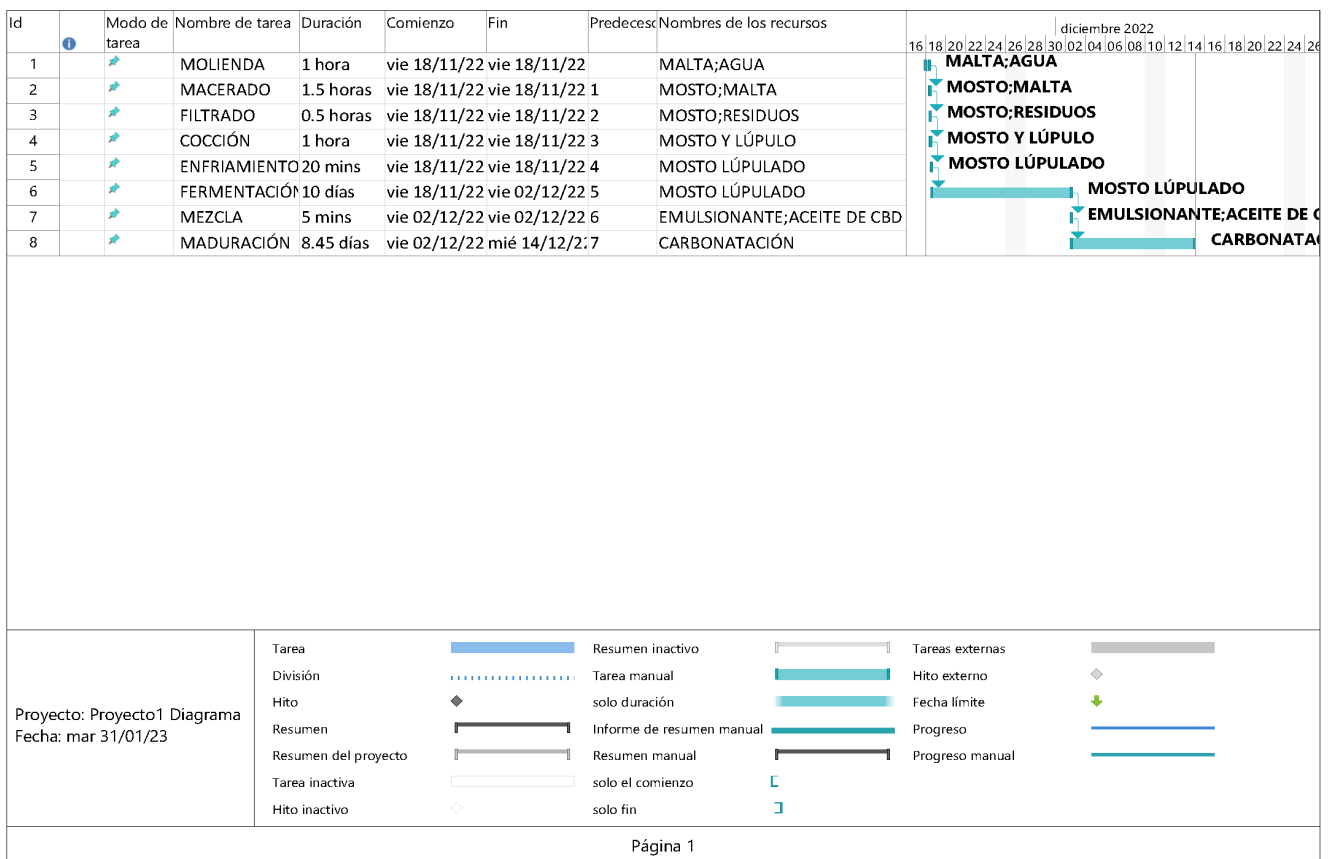 Id Modo de tarea Nombre de tarea Duración Comienzo Fin Predeceso Nombres de los recursos
diciembre 2022
16 18 20 22 24 26 28 30 02 04 06 08 10 12 14 16 18 20 22 24 26
1 MOLIENDA 1 hora vie 18/11/22 vie 18/11/22 MALTA;AGUA MALTA;AGUA
2 MACERADO 1.5 horas vie 18/11/22 vie 18/11/22 1 MOSTO;MALTA MOSTO;MALTA
3 FILTRADO 0.5 horas vie 18/11/22 vie 18/11/22 2 MOSTO;RESIDUOS MOSTO;RESIDUOS
4 COCCIÓN 1 hora vie 18/11/22 vie 18/11/22 3 MOSTO Y LÚPULO MOSTO Y LÚPULO
5 ENFRIAMIENTO 20 mins vie 18/11/22 vie 18/11/22 4 MOSTO LÚPULADO MOSTO LÚPULADO
6 FERMENTACIÓN 10 días vie 18/11/22 vie 02/12/22 5 MOSTO LÚPULADO MOSTO LÚPULADO
7 MEZCLA 5 mins vie 02/12/22 vie 02/12/22 6 EMULSIONANTE;ACEITE DE CBD EMULSIONANTE;ACEITE DE C
8 MADURACIÓN 8.45 días vie 02/12/22 mié 14/12/22 7 CARBONATACIÓN CARBONATA
Proyecto: Proyecto1 Diagrama
Fecha: mar 31/01/23
Tarea Resumen inactivo Tareas externas
División Tarea manual Hito externo
Hito solo duración Fecha límite
Resumen Informe de resumen manual Progreso
Resumen del proyecto Resumen manual Progreso manual
Tarea inactiva solo el comienzo
Hito inactivo solo fin
Página 1